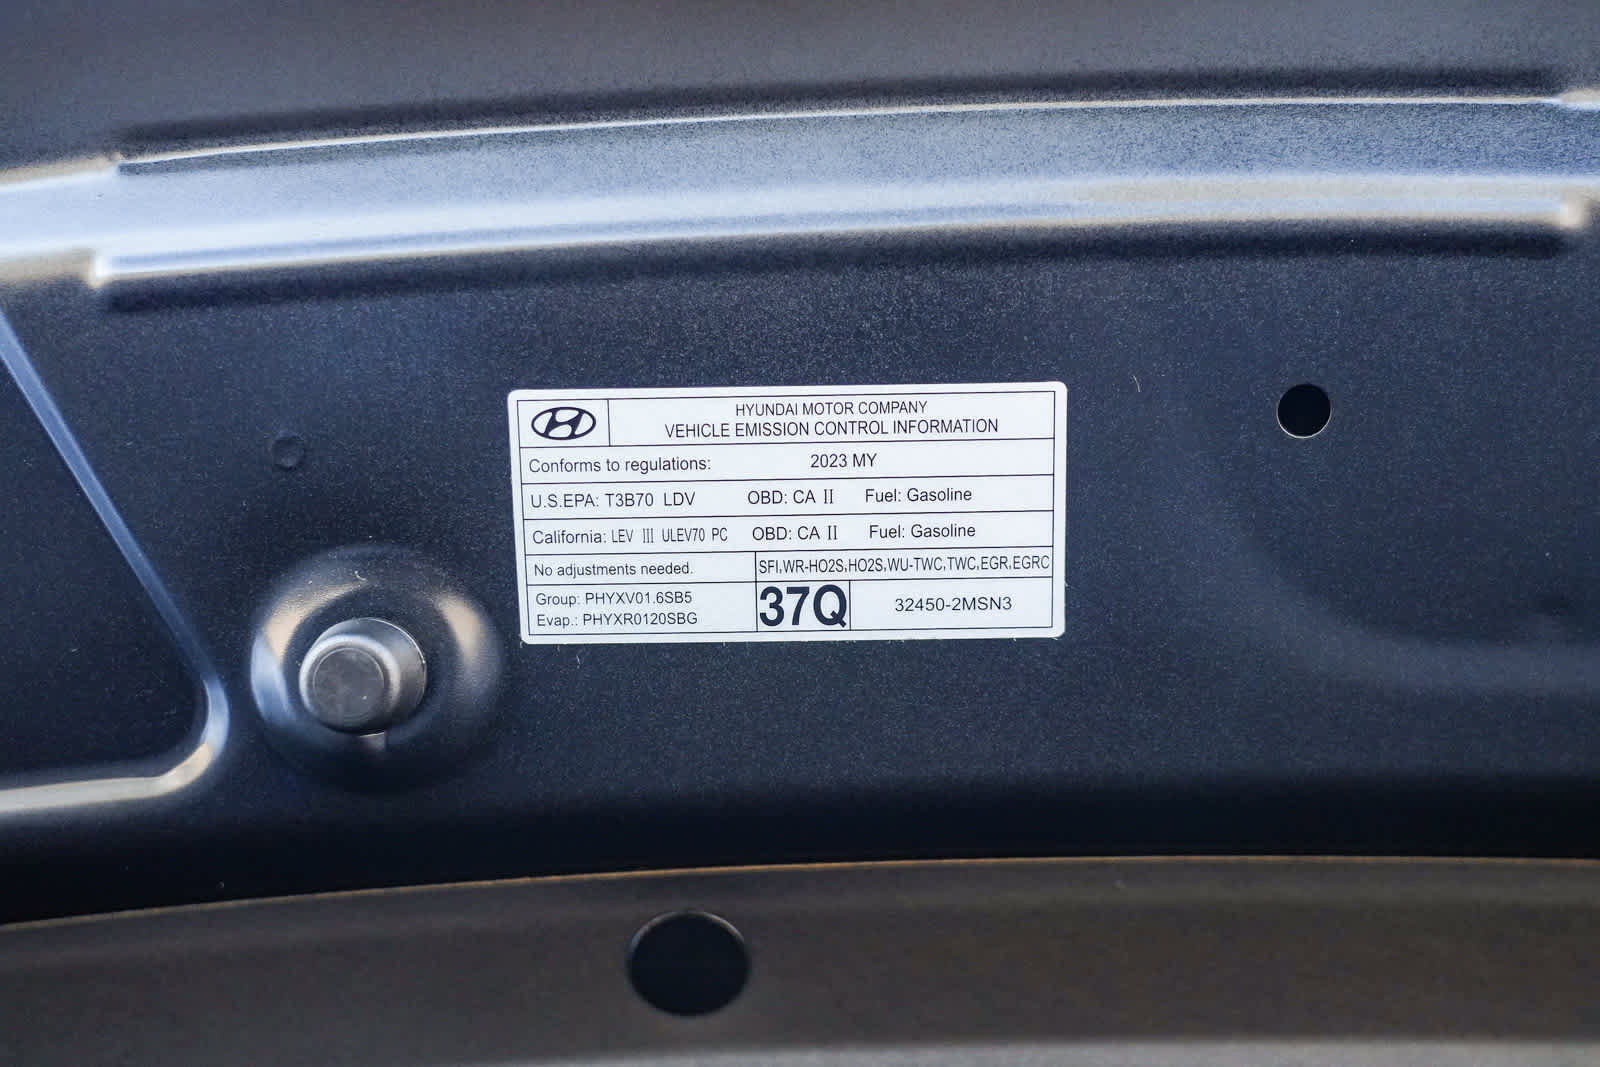 HYUNDAI MOTOR COMPANY
VEHICLE EMISSION CONTROL INFORMATION
Conforms to regulations: 2023 MY
U.S.EPA: T3B70 LDV OBD: CA II Fuel: Gasoline
California: LEV III ULEV70 PC OBD: CA II Fuel: Gasoline
No adjustments needed. SFI,WR-HO2S,HO2S,WU-TWC,TWC,EGR,EGRC
Group: PHYXV01.6SB5
Evap.: PHYXR0120SBG
37Q
32450-2MSN3